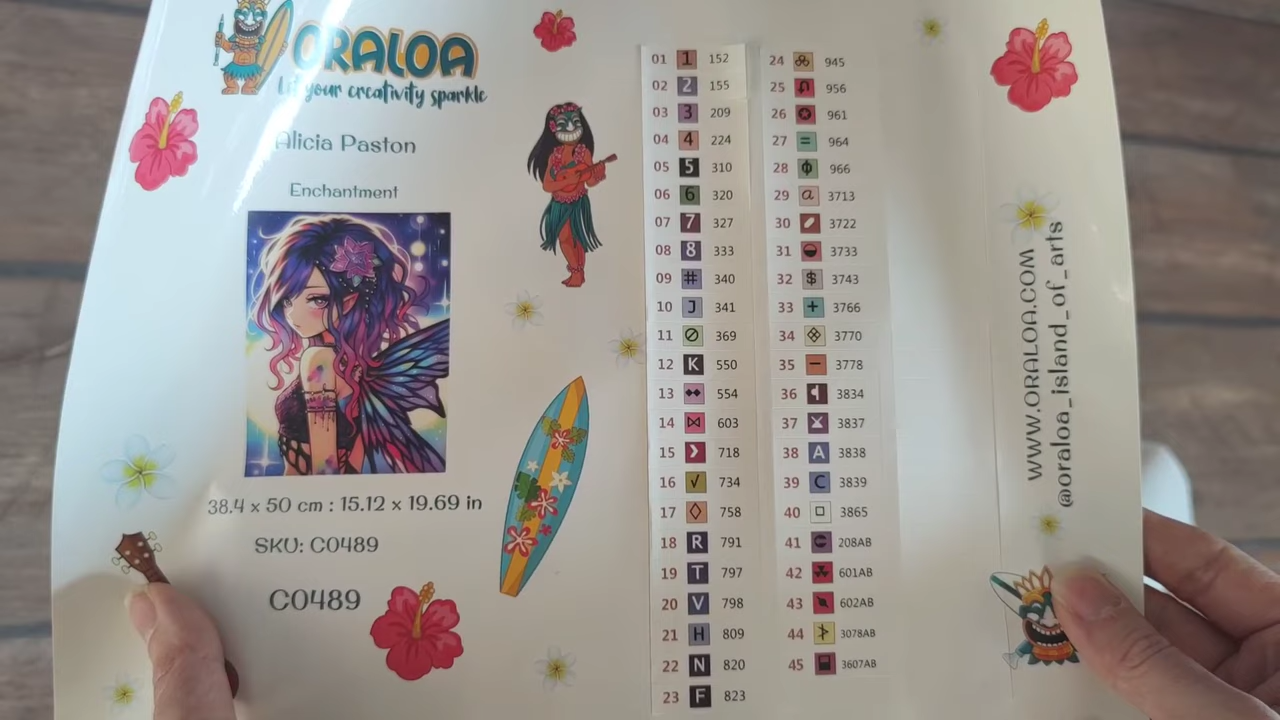 ORALOA
Let your creativity sparkle
Alicia Paston
Enchantment
38.4 x 50 cm : 15.12 x 19.69 in
SKU: C0489
C0489
01 1 152
02 2 155
03 3 209
04 4 224
05 5 310
06 6 320
07 7 327
08 8 333
09 # 340
10 J 341
11 ⊘ 369
12 K 550
13 ◆◆ 554
14 ⋈ 603
15 ❯ 718
16 √ 734
17 ◇ 758
18 R 791
19 T 797
20 V 798
21 H 809
22 N 820
23 F 823
24 945
25 956
26 ✪ 961
27 = 964
28 ϕ 966
29 a 3713
30 3722
31 3733
32 $ 3743
33 + 3766
34 3770
35 − 3778
36 ¶ 3834
37 3837
38 A 3838
39 C 3839
40 □ 3865
41 208AB
42 601AB
43 602AB
44 3078AB
45 3607AB
WWW.ORALOA.COM
@oraloa_island_of_arts